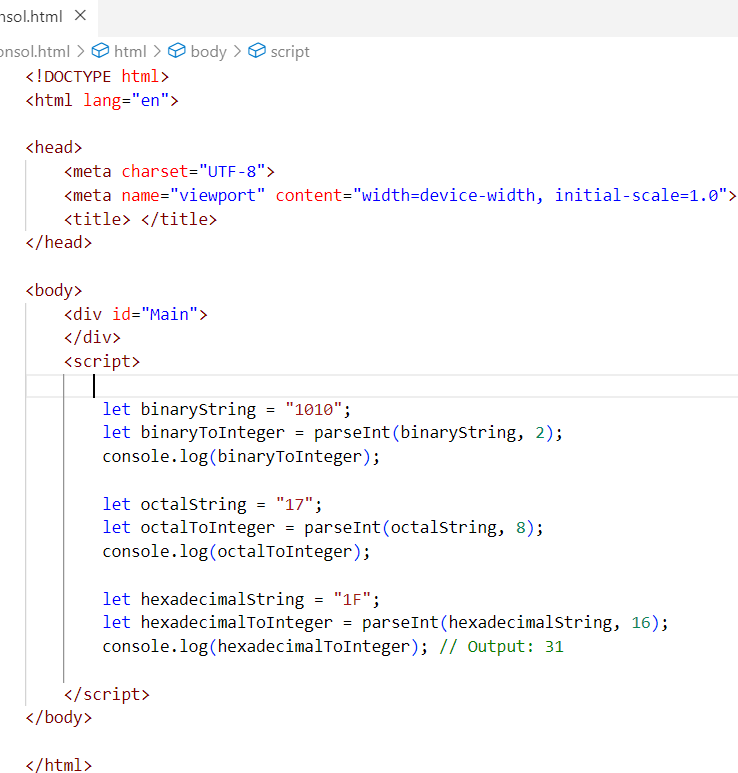 nsol.html ×
onsol.html > html > body > script
<!DOCTYPE html>
<html lang="en">
<head>
<meta charset="UTF-8">
<meta name="viewport" content="width=device-width, initial-scale=1.0">
<title> </title>
</head>
<body>
<div id="Main">
</div>
<script>
let binaryString = "1010";
let binaryToInteger = parseInt(binaryString, 2);
console.log(binaryToInteger);
let octalString = "17";
let octalToInteger = parseInt(octalString, 8);
console.log(octalToInteger);
let hexadecimalString = "1F";
let hexadecimalToInteger = parseInt(hexadecimalString, 16);
console.log(hexadecimalToInteger); // Output: 31
</script>
</body>
</html>